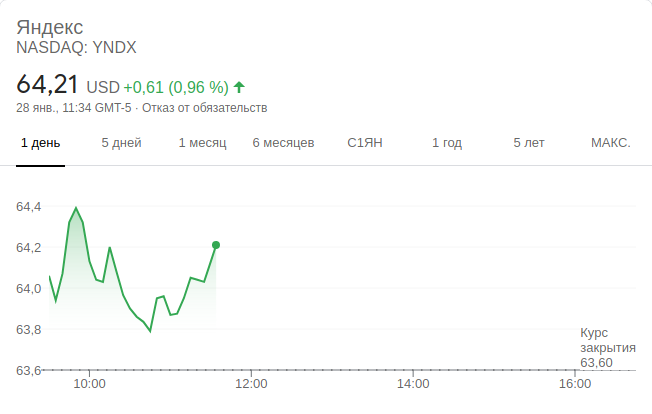 Яндекс
NASDAQ: YNDX
64,21 USD +0,61 (0,96 %)
28 янв., 11:34 GMT-5 · Отказ от обязательств
1 день 5 дней 1 месяц 6 месяцев С1ЯН 1 год 5 лет МАКС.
64,4
64,2
64,0
63,8
Курс
закрытия
63,60
63,6
10:00 12:00 14:00 16:00